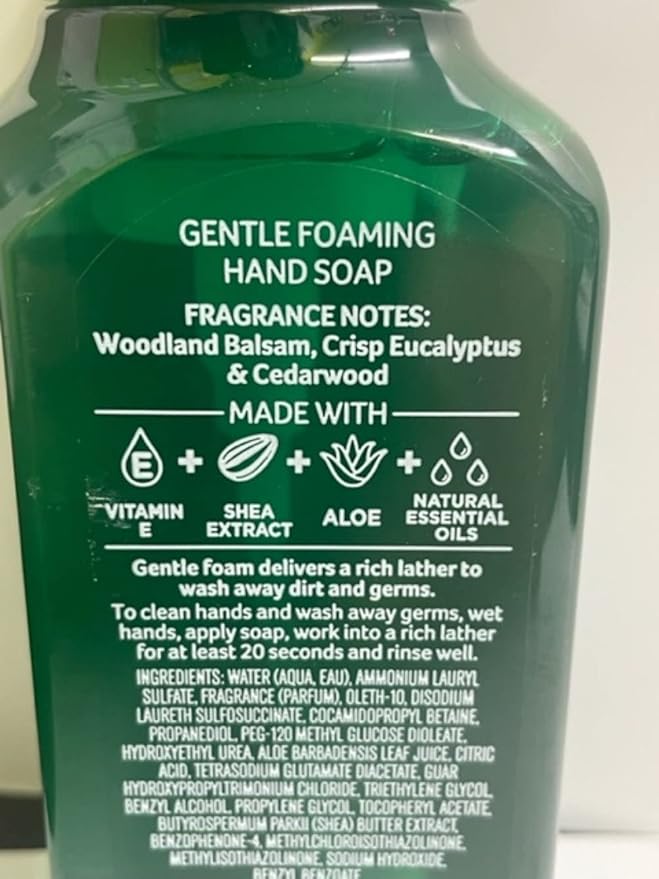 GENTLE FOAMING
HAND SOAP
FRAGRANCE NOTES:
Woodland Balsam, Crisp Eucalyptus
& Cedarwood
MADE WITH
E + + +
VITAMIN E
SHEA EXTRACT
ALOE
NATURAL ESSENTIAL OILS
Gentle foam delivers a rich lather to
wash away dirt and germs.
To clean hands and wash away germs, wet
hands, apply soap, work into a rich lather
for at least 20 seconds and rinse well.
INGREDIENTS: WATER (AQUA, EAU), AMMONIUM LAURYL
SULFATE, FRAGRANCE (PARFUM), OLETH-10, DISODIUM
LAURETH SULFOSUCCINATE, COCAMIDOPROPYL BETAINE,
PROPANEDIOL, PEG-120 METHYL GLUCOSE DIOLEATE,
HYDROXYETHYL UREA, ALOE BARBADENSIS LEAF JUICE, CITRIC
ACID, TETRASODIUM GLUTAMATE DIACETATE, GUAR
HYDROXYPROPYLTRIMONIUM CHLORIDE, TRIETHYLENE GLYCOL,
BENZYL ALCOHOL, PROPYLENE GLYCOL, TOCOPHERYL ACETATE,
BUTYROSPERMUM PARKII (SHEA) BUTTER EXTRACT,
BENZOPHENONE-4, METHYLCHLOROISOTHIAZOLINONE,
METHYLISOTHIAZOLINONE, SODIUM HYDROXIDE,
BENZYL BENZOATE